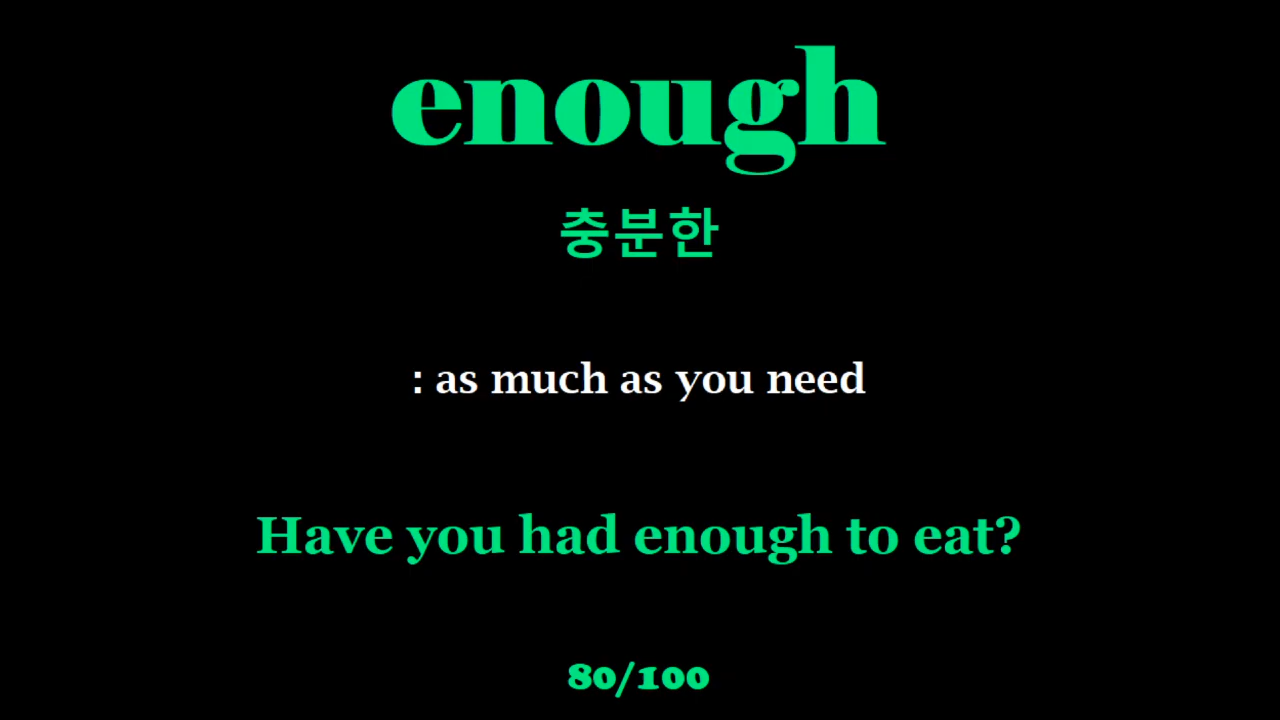 enough
충분한
: as much as you need
Have you had enough to eat?
80/100